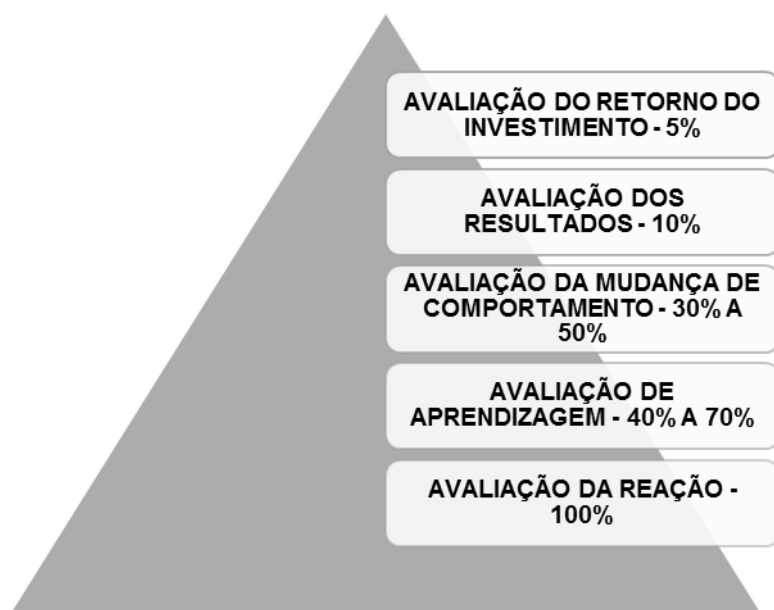 AVALIAÇÃO DO RETORNO DO
INVESTIMENTO - 5%
AVALIAÇÃO DOS
RESULTADOS - 10%
AVALIAÇÃO DA MUDANÇA DE
COMPORTAMENTO - 30% A
50%
AVALIAÇÃO DE
APRENDIZAGEM - 40% A 70%
AVALIAÇÃO DA REAÇÃO -
100%